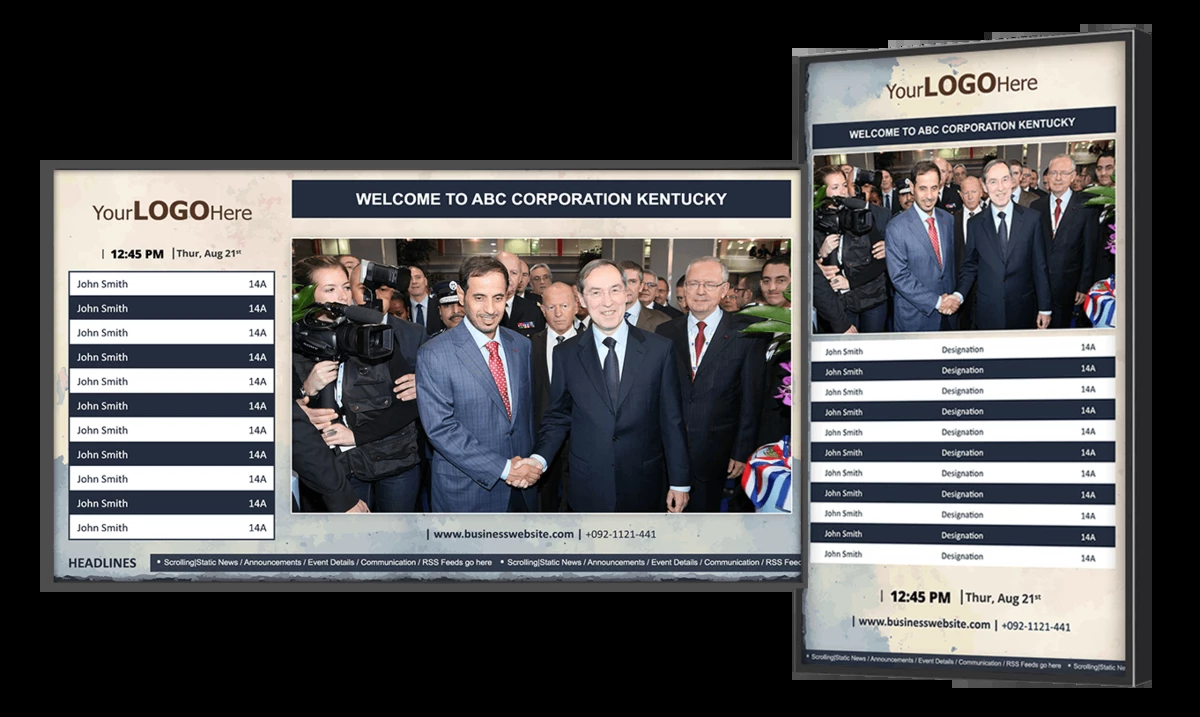 YourLOGOHere
WELCOME TO ABC CORPORATION KENTUCKY
| 12:45 PM |Thur, Aug 21st
John Smith 14A
John Smith 14A
John Smith 14A
John Smith 14A
John Smith 14A
John Smith 14A
John Smith 14A
John Smith 14A
John Smith 14A
John Smith 14A
John Smith 14A
| www.businesswebsite.com | +092-1121-441
HEADLINES • Scrolling|Static News / Announcements / Event Details / Communication / RSS Feeds go here • Scrolling|Static News / Announcements / Event Details / Communication / RSS Feed
YourLOGOHere
WELCOME TO ABC CORPORATION KENTUCKY
John Smith Designation 14A
John Smith Designation 14A
John Smith Designation 14A
John Smith Designation 14A
John Smith Designation 14A
John Smith Designation 14A
John Smith Designation 14A
John Smith Designation 14A
John Smith Designation 14A
John Smith Designation 14A
John Smith Designation 14A
| 12:45 PM |Thur, Aug 21st
| www.businesswebsite.com | +092-1121-441
• Scrolling|Static News / Announcements / Event Details / Communication / RSS Feeds go here • Scrolling|Static Ne